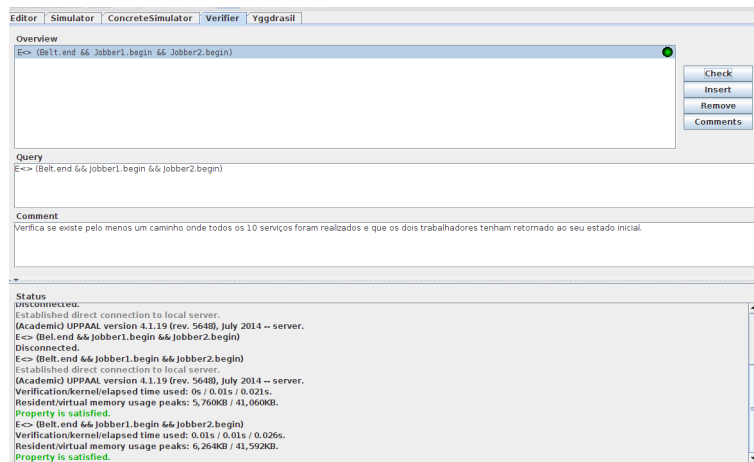 Editor Simulator ConcreteSimulator Verifier Yggdrasil
Overview
E<> (Belt.end && Jobber1.begin && Jobber2.begin)
Check
Insert
Remove
Comments
Query
E<> (Belt.end && Jobber1.begin && Jobber2.begin)
Comment
Verifica se existe pelo menos um caminho onde todos os 10 serviços foram realizados e que os dois trabalhadores tenham retornado ao seu estado inicial.
Status
Disconnected.
Established direct connection to local server.
(Academic) UPPAAL version 4.1.19 (rev. 5648), July 2014 -- server.
E<> (Bel.end && Jobber1.begin && Jobber2.begin)
Disconnected.
E<> (Belt.end && Jobber1.begin && Jobber2.begin)
Established direct connection to local server.
(Academic) UPPAAL version 4.1.19 (rev. 5648), July 2014 -- server.
Verification/kernel/elapsed time used: 0s / 0.01s / 0.021s.
Resident/virtual memory usage peaks: 5,760KB / 41,060KB.
Property is satisfied.
E<> (Belt.end && Jobber1.begin && Jobber2.begin)
Verification/kernel/elapsed time used: 0.01s / 0.01s / 0.026s.
Resident/virtual memory usage peaks: 6,264KB / 41,592KB.
Property is satisfied.